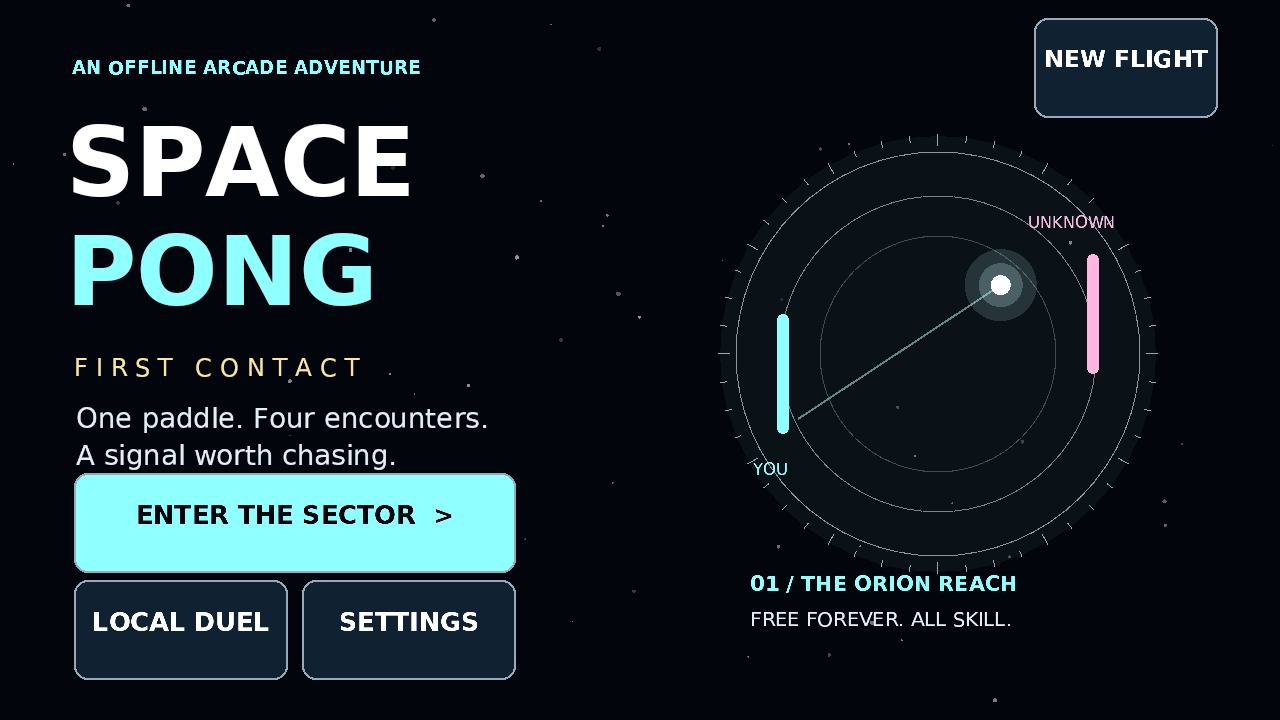 AN OFFLINE ARCADE ADVENTURE
NEW FLIGHT
SPACE
PONG
FIRST CONTACT
One paddle. Four encounters.
A signal worth chasing.
ENTER THE SECTOR >
LOCAL DUEL
SETTINGS
UNKNOWN
YOU
01 / THE ORION REACH
FREE FOREVER. ALL SKILL.